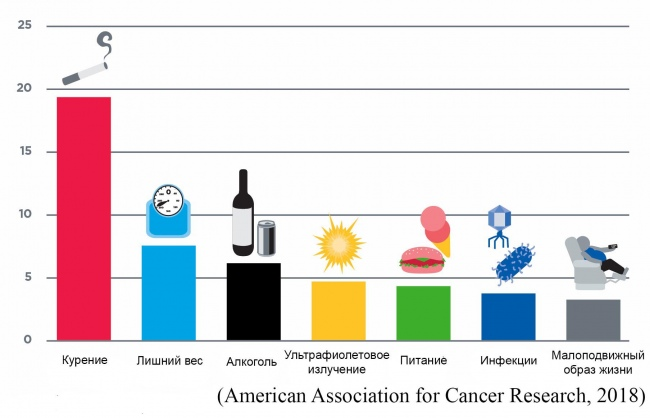 25
20
15
10
5
0
Курение
Лишний вес
Алкоголь
Ультрафиолетовое
излучение
Питание
Инфекции
Малоподвижный
образ жизни
(American Association for Cancer Research, 2018)